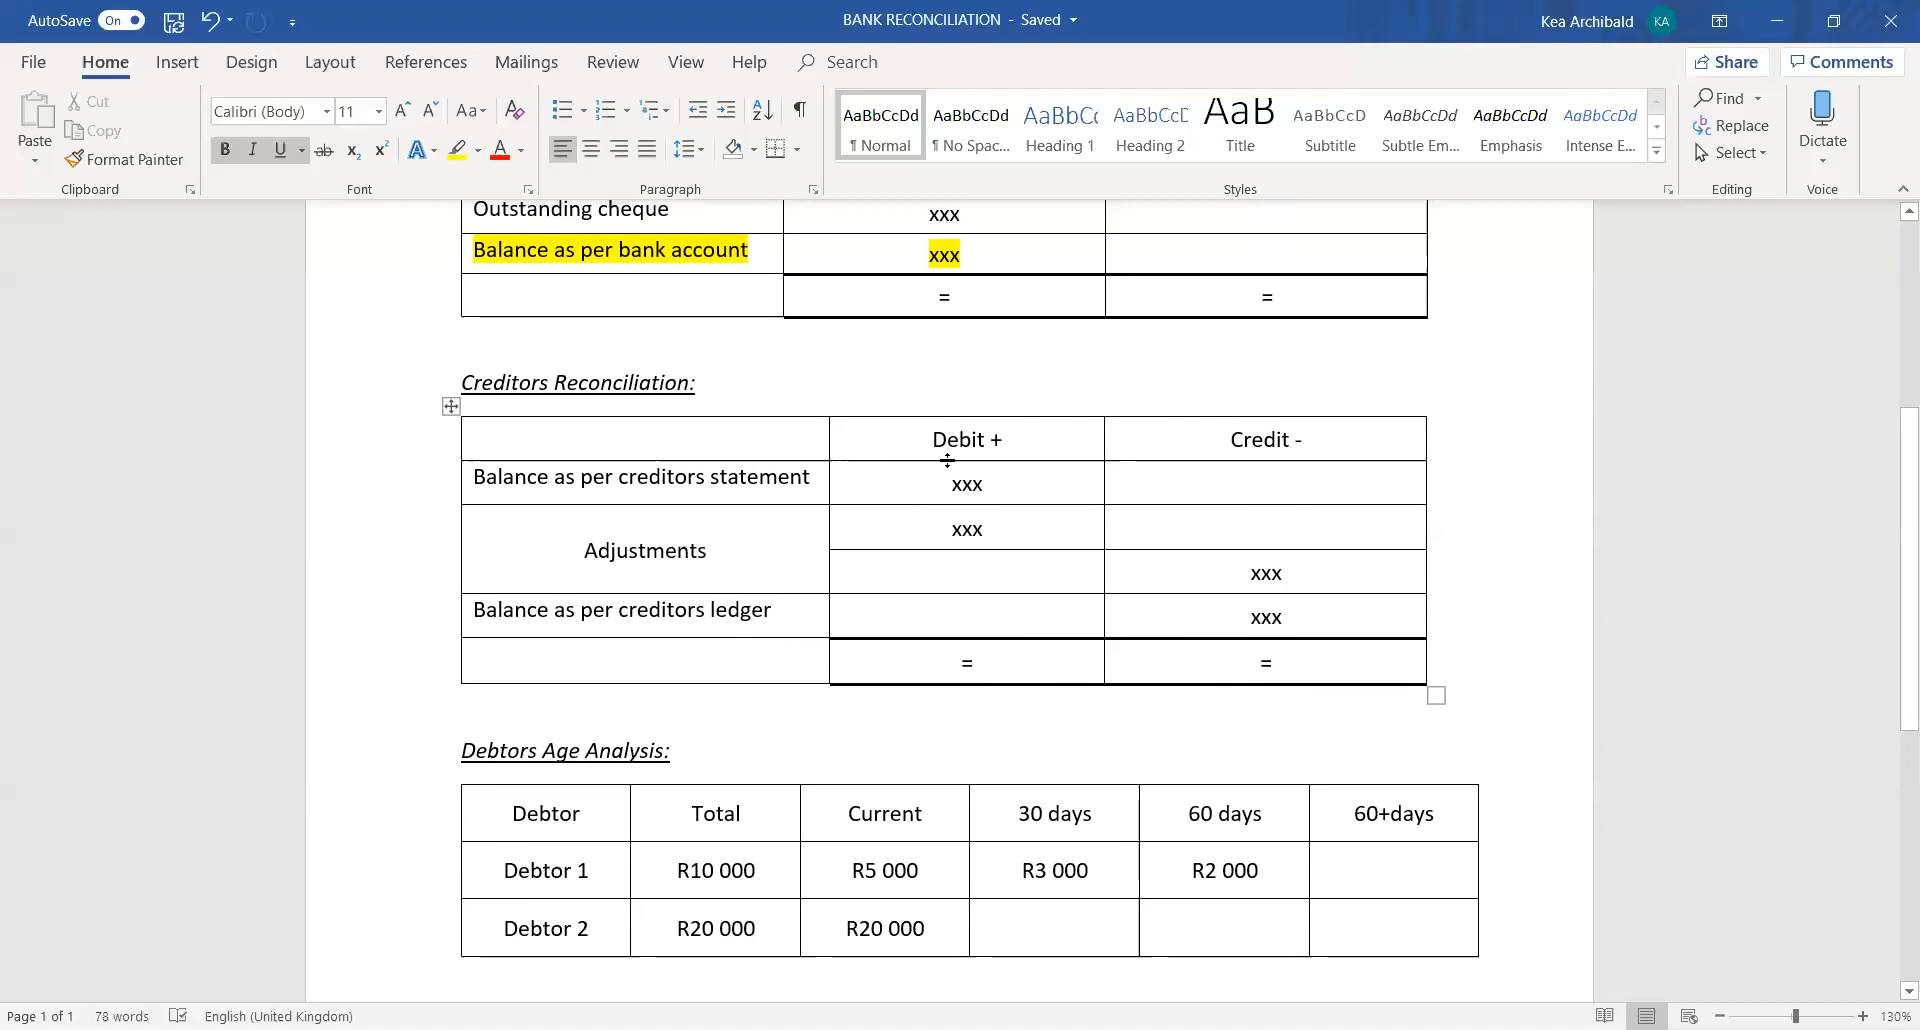 AutoSave On BANK RECONCILIATION - Saved Kea Archibald KA
File Home Insert Design Layout References Mailings Review View Help Search Share Comments
Paste Cut Copy Format Painter
Clipboard
Calibri (Body) 11
Font
Paragraph
AaBbCcDd AaBbCcDd AaBbCc AaBbCcD AaB AaBbCcD AaBbCcDd AaBbCcDd AaBbCcDd
¶ Normal ¶ No Spac... Heading 1 Heading 2 Title Subtitle Subtle Em... Emphasis Intense E...
Styles
Find
Replace
Select
Editing
Dictate
Voice
Outstanding cheque xxx
Balance as per bank account xxx
= =
Creditors Reconciliation:
Debit + Credit -
Balance as per creditors statement xxx
Adjustments xxx
xxx
Balance as per creditors ledger xxx
= =
Debtors Age Analysis:
Debtor Total Current 30 days 60 days 60+days
Debtor 1 R10 000 R5 000 R3 000 R2 000
Debtor 2 R20 000 R20 000
Page 1 of 1 78 words English (United Kingdom) 130%